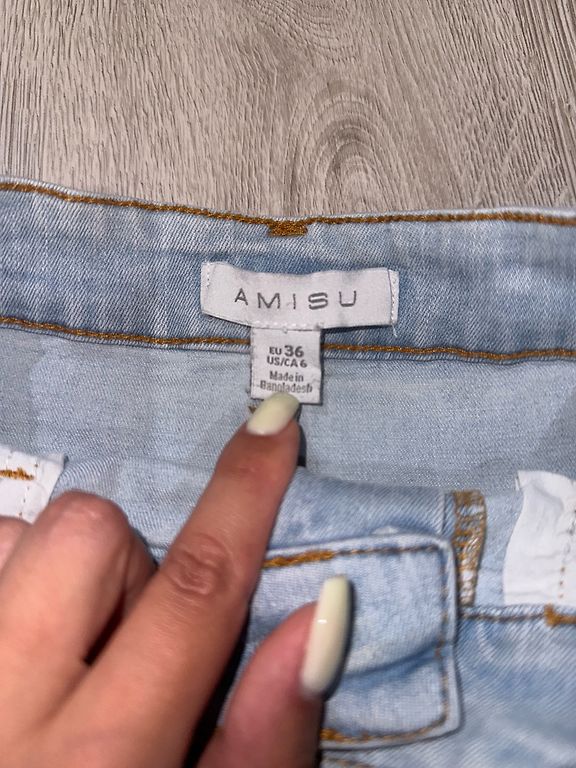 AMISU
EU 36
US/CA 6
Made in
Bangladesh